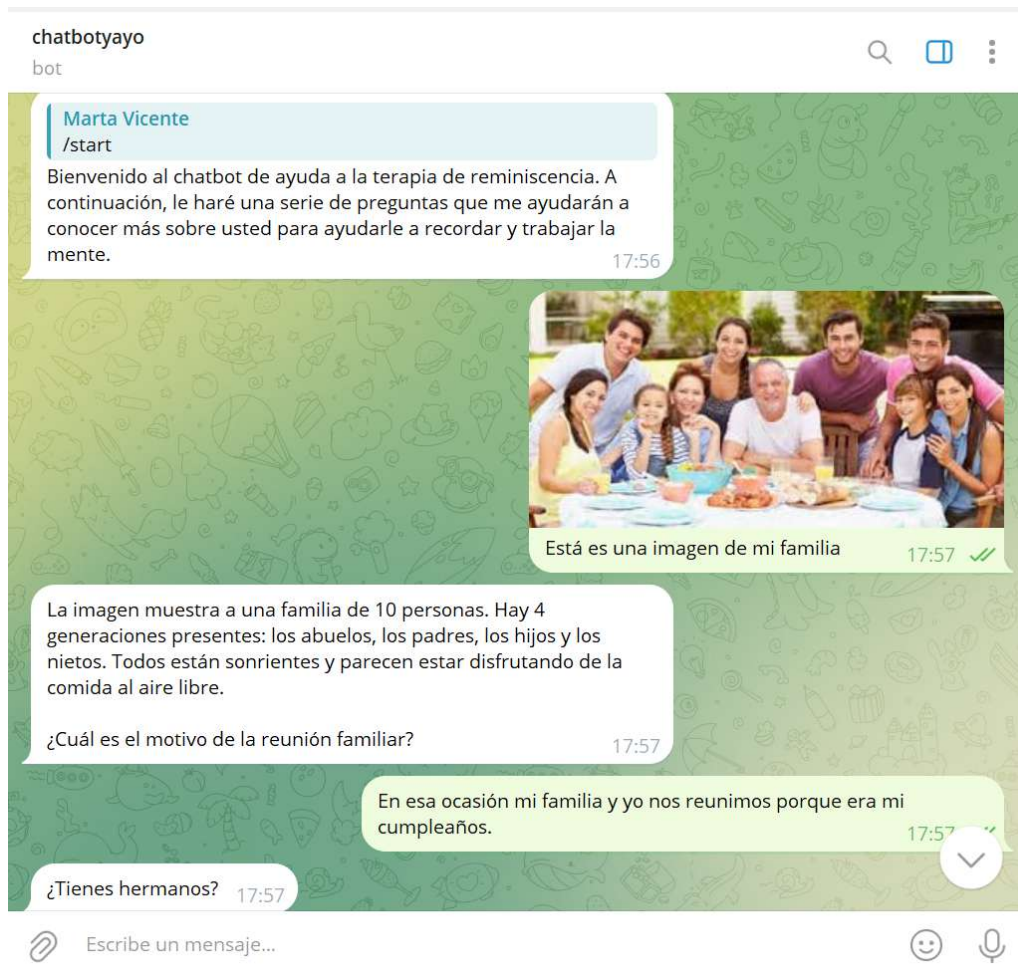 chatbotyayo
bot
Marta Vicente
/start
Bienvenido al chatbot de ayuda a la terapia de reminiscencia. A
continuación, le haré una serie de preguntas que me ayudarán a
conocer más sobre usted para ayudarle a recordar y trabajar la
mente.
17:56
Está es una imagen de mi familia
17:57
La imagen muestra a una familia de 10 personas. Hay 4
generaciones presentes: los abuelos, los padres, los hijos y los
nietos. Todos están sonrientes y parecen estar disfrutando de la
comida al aire libre.
¿Cuál es el motivo de la reunión familiar?
17:57
En esa ocasión mi familia y yo nos reunimos porque era mi
cumpleaños.
17:57
¿Tienes hermanos?
17:57
Escribe un mensaje...